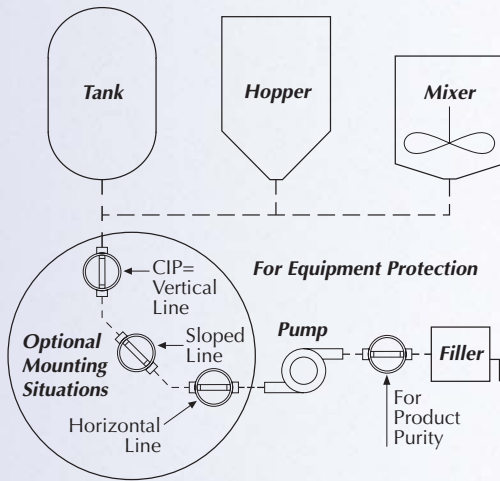 Tank
Hopper
Mixer
CIP=
Vertical
Line
For Equipment Protection
Optional
Mounting
Situations
Sloped
Line
Pump
Filler
Horizontal
Line
For
Product
Purity